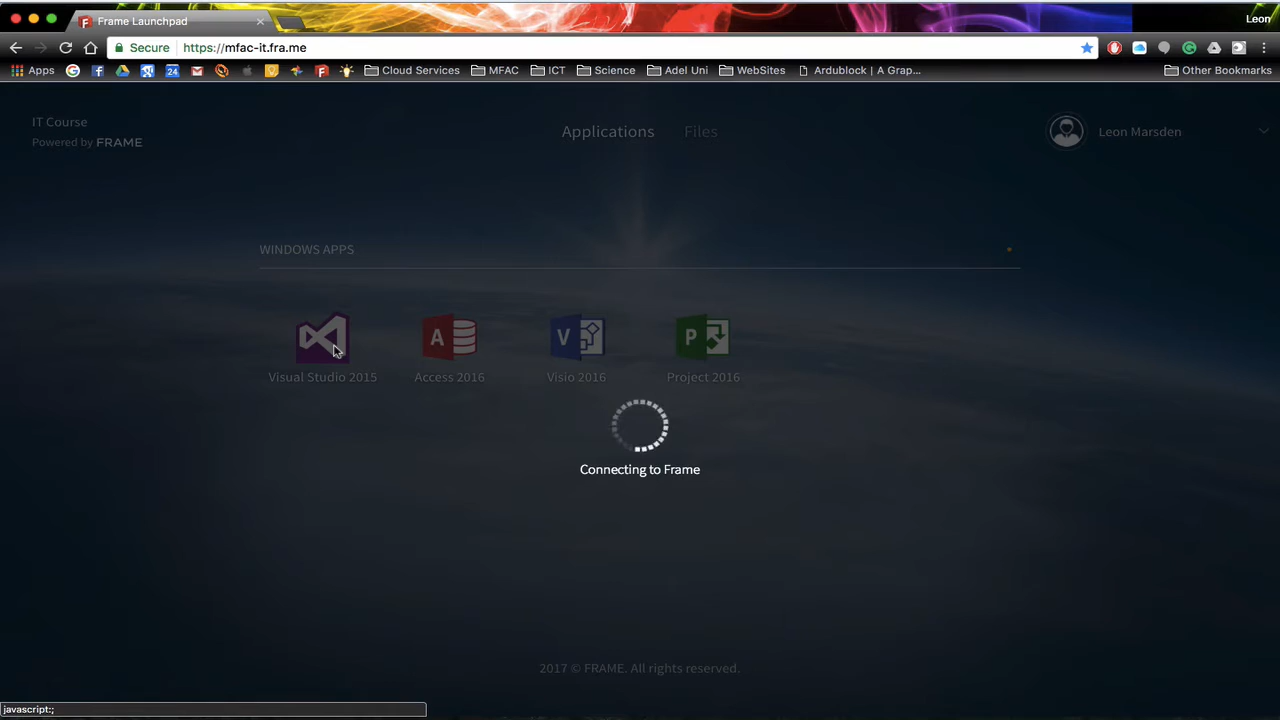 Frame Launchpad
Leon
Secure
https://mfac-it.fra.me
Apps
24
Cloud Services
MFAC
ICT
Science
Adel Uni
WebSites
Ardublock | A Grap...
Other Bookmarks
IT Course
Powered by FRAME
Applications
Files
Leon Marsden
WINDOWS APPS
A
V
P
Visual Studio 2015
Access 2016
Visio 2016
Project 2016
Connecting to Frame
2017 © FRAME. All rights reserved.
javascript:;